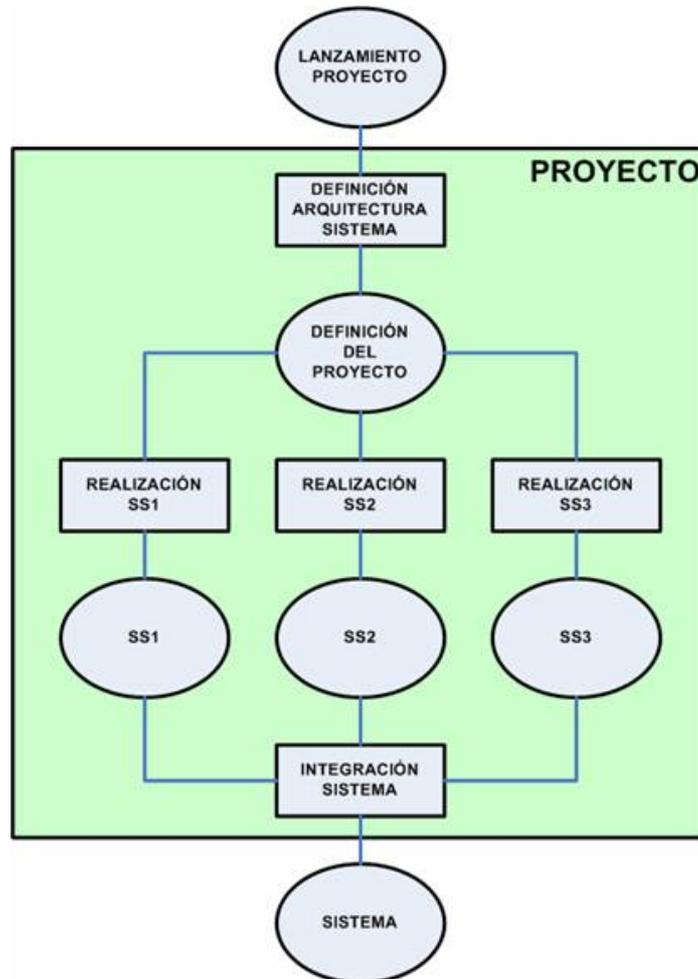 LANZAMIENTO
PROYECTO
PROYECTO
DEFINICIÓN
ARQUITECTURA
SISTEMA
DEFINICIÓN
DEL
PROYECTO
REALIZACIÓN
SS1
REALIZACIÓN
SS2
REALIZACIÓN
SS3
SS1
SS2
SS3
INTEGRACIÓN
SISTEMA
SISTEMA